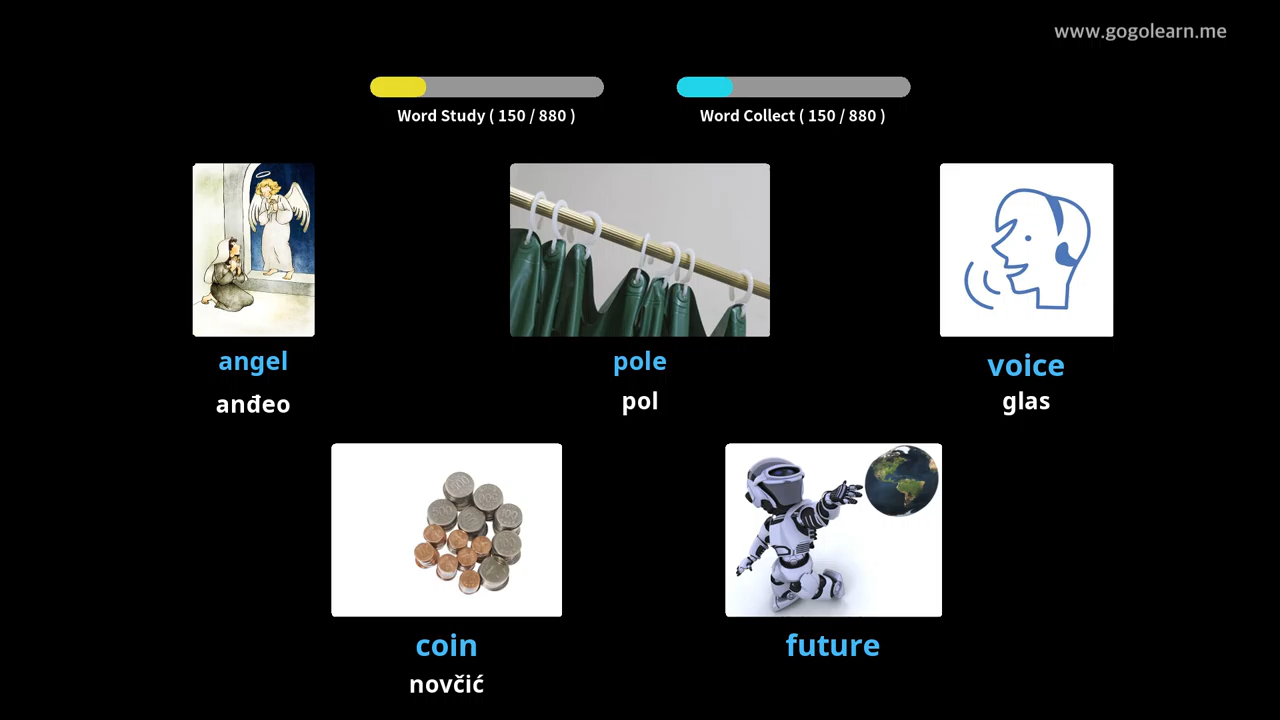 www.gogolearn.me
Word Study ( 150 / 880 )
Word Collect ( 150 / 880 )
angel
anđeo
pole
pol
voice
glas
coin
novčić
future